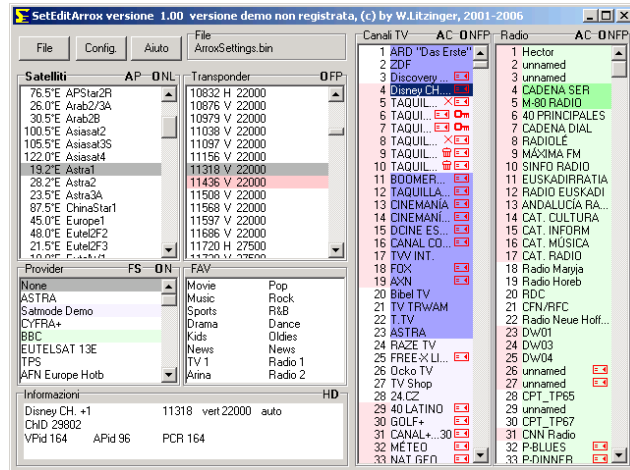 SetEditArrox versione 1.00 versione demo non registrata, (c) by W.Litzinger, 2001-2006
File Config. Aiuto
File
ArroxSettings.bin
Satelliti AP ONL
76.5°E APStar2R
26.0°E Arab2/3A
30.5°E Arab2B
100.5°E Asiasat2
105.5°E Asiasat3S
122.0°E Asiasat4
19.2°E Astra1
28.2°E Astra2
23.5°E Astra3A
87.5°E ChinaStar1
45.0°E Europe1
48.0°E Eutel2F2
21.5°E Eutel2F3
Transponder OFP
10832 H 22000
10876 V 22000
10979 V 22000
11038 V 22000
11097 V 22000
11156 V 22000
11318 V 22000
11436 V 22000
11508 V 22000
11568 V 22000
11597 V 22000
11686 V 22000
11720 H 27500
11739 V 27500
Provider FS ON
None
ASTRA
Satmode Demo
CYFRA+
BBC
EUTELSAT 13E
TPS
AFN Europe Hotb
FAV
Movie Pop
Music Rock
Sports R&B
Drama Dance
Kids Oldies
News News
TV 1 Radio 1
Arina Radio 2
Informazioni HD
Disney CH. +1 11318 vert 22000 auto
ChID 29802
VPid 164 APid 96 PCR 164
Canali TV AC ONFP
1 ARD "Das Erste"
2 ZDF
3 Discovery ...
4 Disney CH....
5 TAQUIL...
6 TAQUI...
7 TAQUI...
8 TAQUIL...
9 TAQUIL...
10 TAQUIL...
11 BOOMER...
12 TAQUILLA...
13 CINEMANÍA
14 CINEMANÍ...
15 DCINE ES...
16 CANAL CO...
17 TVV INT.
18 FOX
19 AXN
20 Bibel TV
21 TV TRWAM
22 T.TV
23 ASTRA
24 RAZE TV
25 FREE-X LI...
26 Ocko TV
27 TV Shop
28 24.CZ
29 40 LATINO
30 GOLF+
31 CANAL+...30
32 MÉTEO
33 NAT GEO
Radio AC ONFP
1 Hector
2 unnamed
3 unnamed
4 CADENA SER
5 M-80 RADIO
6 40 PRINCIPALES
7 CADENA DIAL
8 RADIOLÉ
9 MÁXIMA FM
10 SINFO RADIO
11 EUSKADIRRATIA
12 RADIO EUSKADI
13 ANDALUCÍA RA...
14 CAT. CULTURA
15 CAT. INFORM
16 CAT. MÚSICA
17 CAT. RADIO
18 Radio Maryja
19 Radio Horeb
20 RDC
21 CFN/RFC
22 Radio Neue Hoff...
23 DW01
24 DW03
25 DW04
26 unnamed
27 unnamed
28 CPT_TP65
29 unnamed
30 CPT_TP67
31 CNN Radio
32 P-BLUES
33 P-DINNER